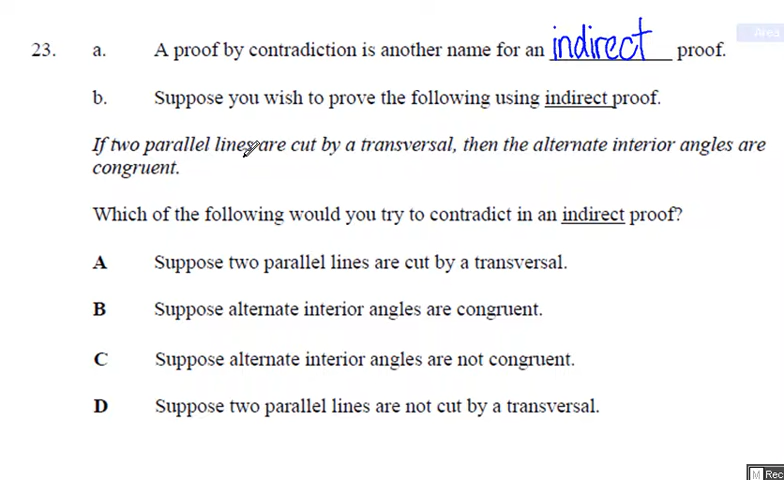 Area
23. a. A proof by contradiction is another name for an indirect proof.
b. Suppose you wish to prove the following using indirect proof.
If two parallel lines are cut by a transversal, then the alternate interior angles are
congruent.
Which of the following would you try to contradict in an indirect proof?
A Suppose two parallel lines are cut by a transversal.
B Suppose alternate interior angles are congruent.
C Suppose alternate interior angles are not congruent.
D Suppose two parallel lines are not cut by a transversal.
M Rec